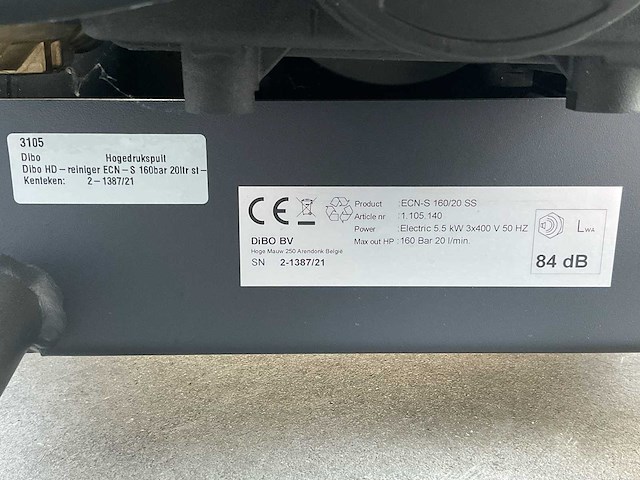 3105
Dibo Hogedrukspuit
Dibo HD-reiniger ECN-S 160bar 20ltr sl-
Kenteken: 2-1387/21
CE
DiBO BV
Hoge Mauw 250 Arendonk België
SN 2-1387/21
Product :ECN-S 160/20 SS
Article nr :1.105.140
Power :Electric 5.5 kW 3x400 V 50 HZ
Max out HP :160 Bar 20 l/min.
LWA
84 dB